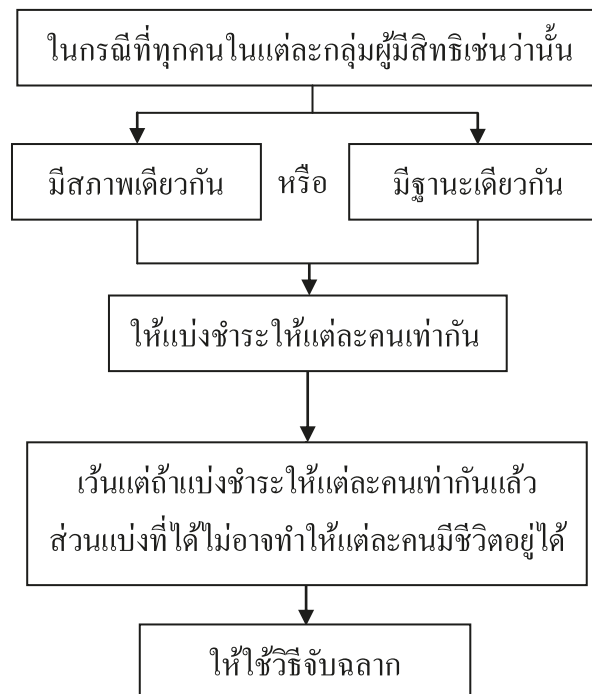 ในกรณีที่ทุกคนในแต่ละกลุ่มผู้มีสิทธิเช่นว่านั้น
มีสภาพเดียวกัน
หรือ
มีฐานะเดียวกัน
ให้แบ่งชำระให้แต่ละคนเท่ากัน
เว้นแต่ถ้าแบ่งชำระให้แต่ละคนเท่ากันแล้ว
ส่วนแบ่งที่ได้ไม่อาจทำให้แต่ละคนมีชีวิตอยู่ได้
ให้ใช้วิธีจับฉลาก